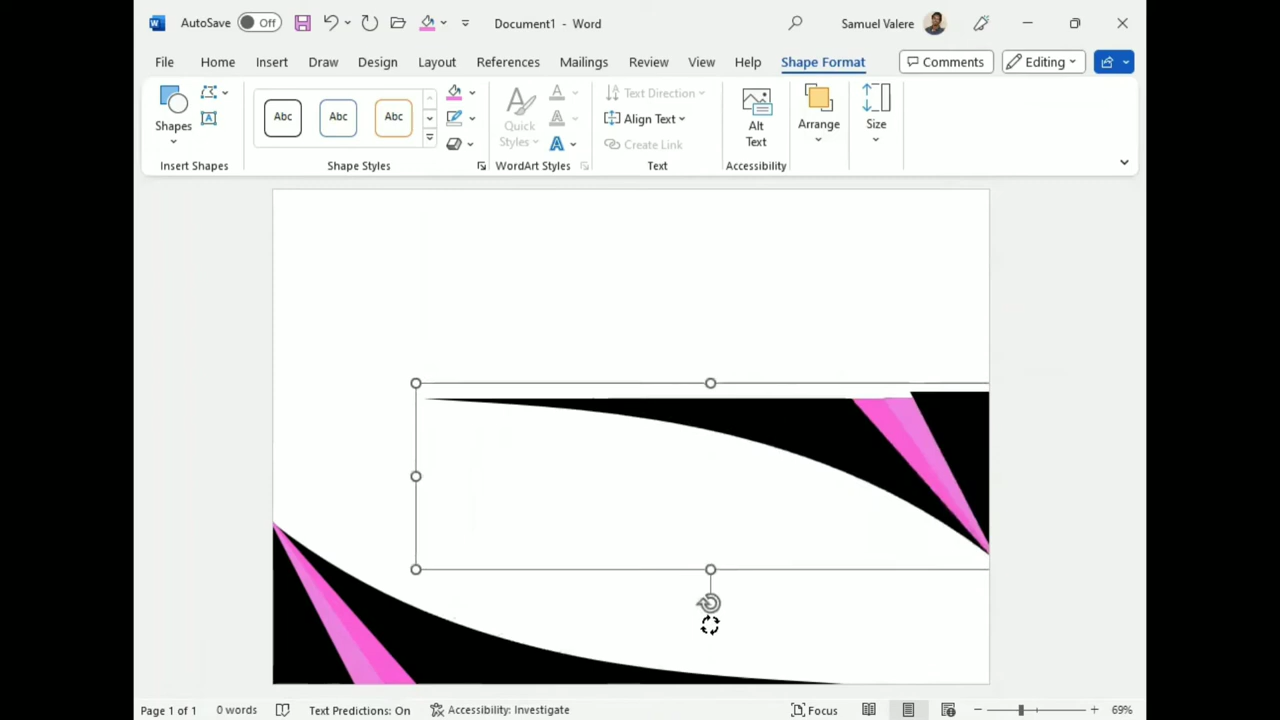 AutoSave Off Document1 - Word Samuel Valere
File Home Insert Draw Design Layout References Mailings Review View Help Shape Format Comments Editing
Shapes Abc Abc Abc Quick Styles Text Direction Align Text Create Link Alt Text Arrange Size
Insert Shapes Shape Styles WordArt Styles Text Accessibility
Page 1 of 1 0 words Text Predictions: On Accessibility: Investigate Focus 69%